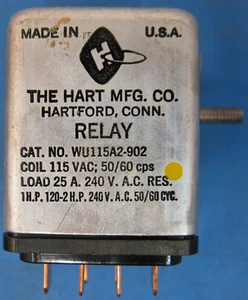 MADE IN U.S.A.
H
THE HART MFG. CO.
HARTFORD, CONN.
RELAY
CAT. NO. WU115A2-902
COIL 115 VAC; 50/60 cps
LOAD 25 A. 240 V. A.C. RES.
1 H.P. 120-2 H.P. 240 V. A.C. 50/60 CYC.